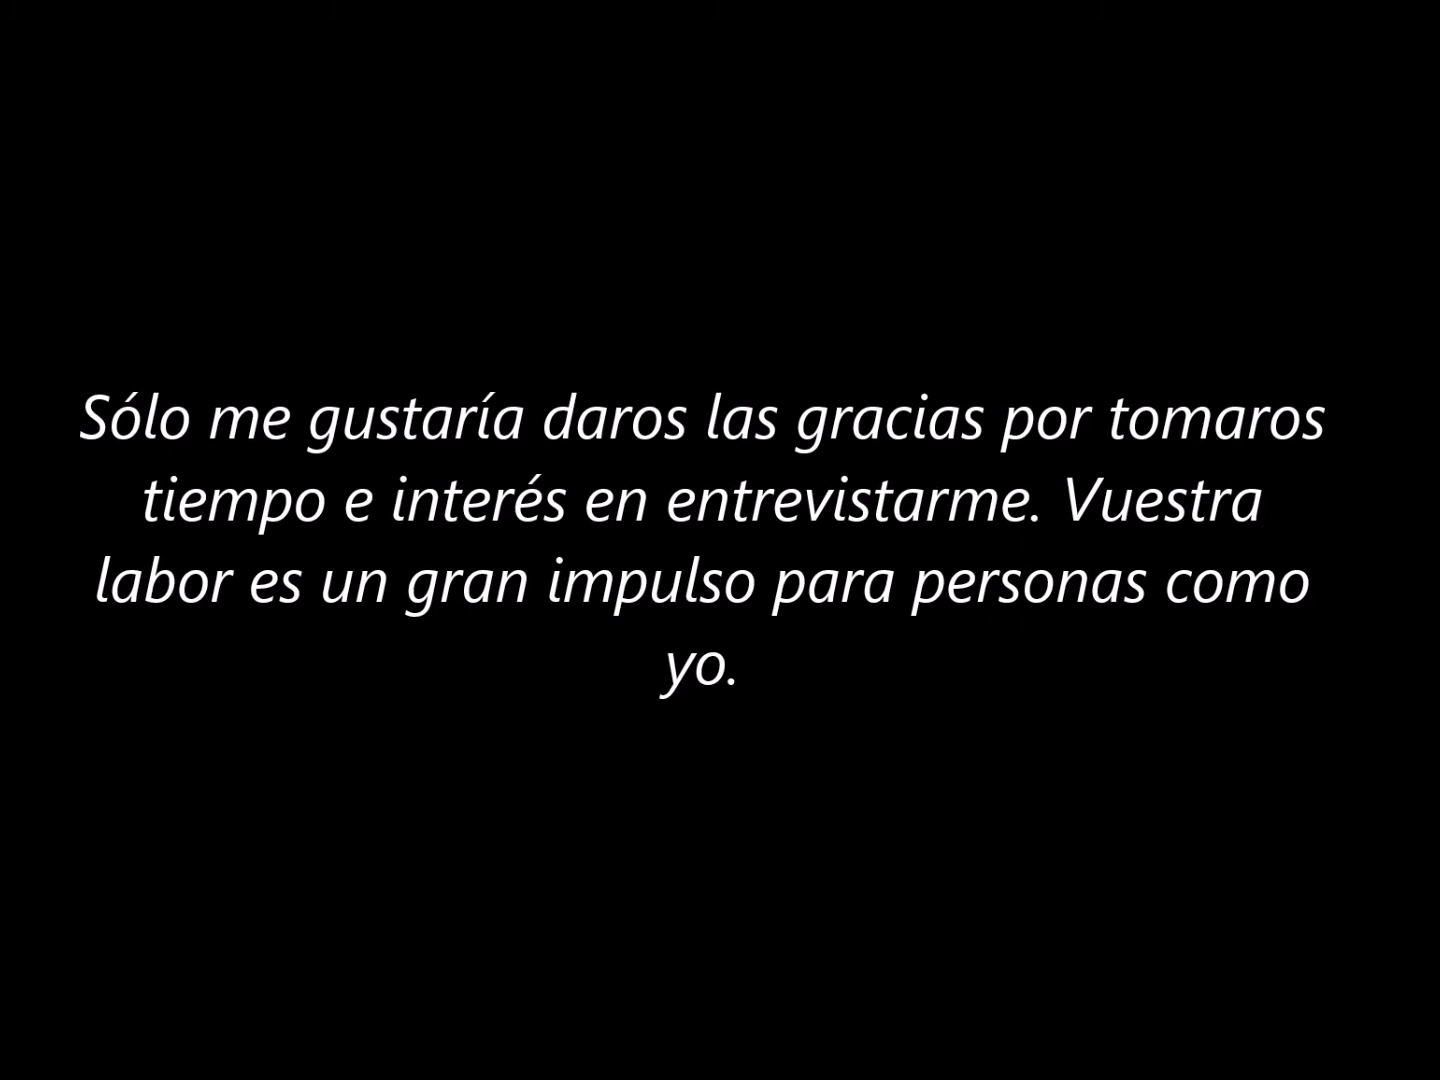 Sólo me gustaría daros las gracias por tomaros
tiempo e interés en entrevistarme. Vuestra
labor es un gran impulso para personas como
yo.